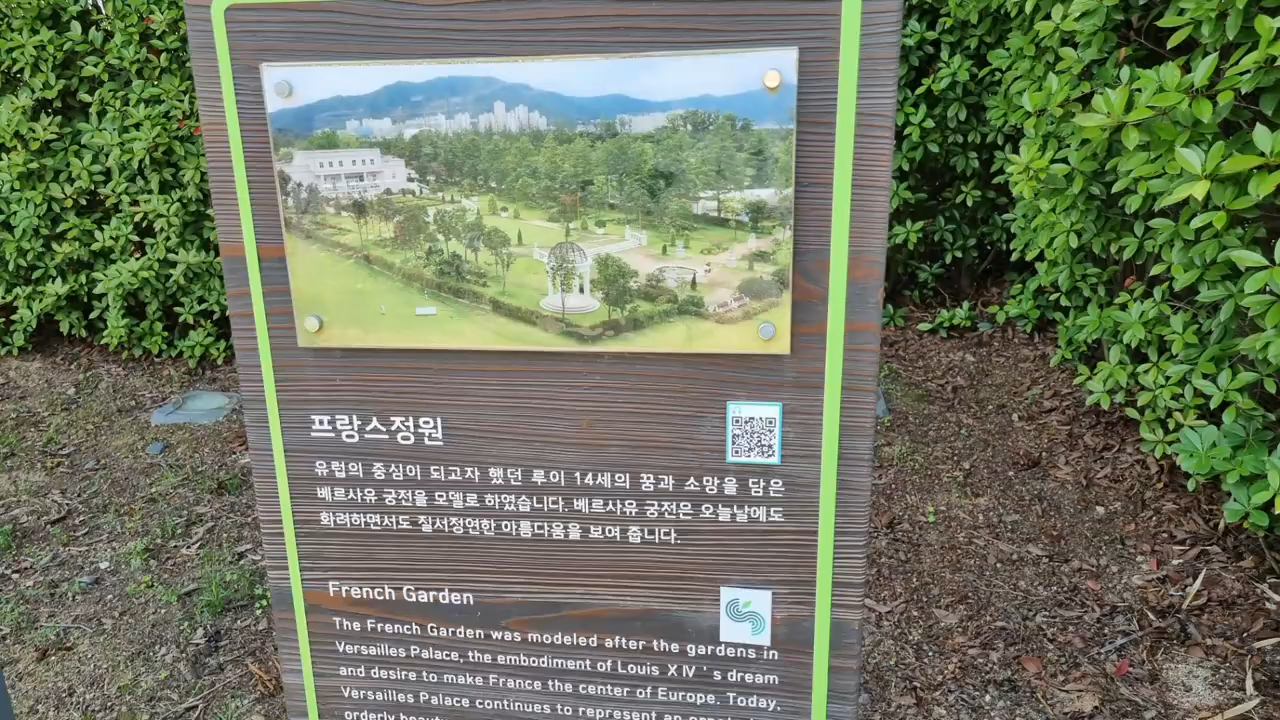 프랑스정원
유럽의 중심이 되고자 했던 루이 14세의 꿈과 소망을 담은
베르사유 궁전을 모델로 하였습니다. 베르사유 궁전은 오늘날에도
화려하면서도 질서정연한 아름다움을 보여 줍니다.
French Garden
The French Garden was modeled after the gardens in
Versailles Palace, the embodiment of Louis XIV ' s dream
and desire to make France the center of Europe. Today,
Versailles Palace continues to represent an
orderly